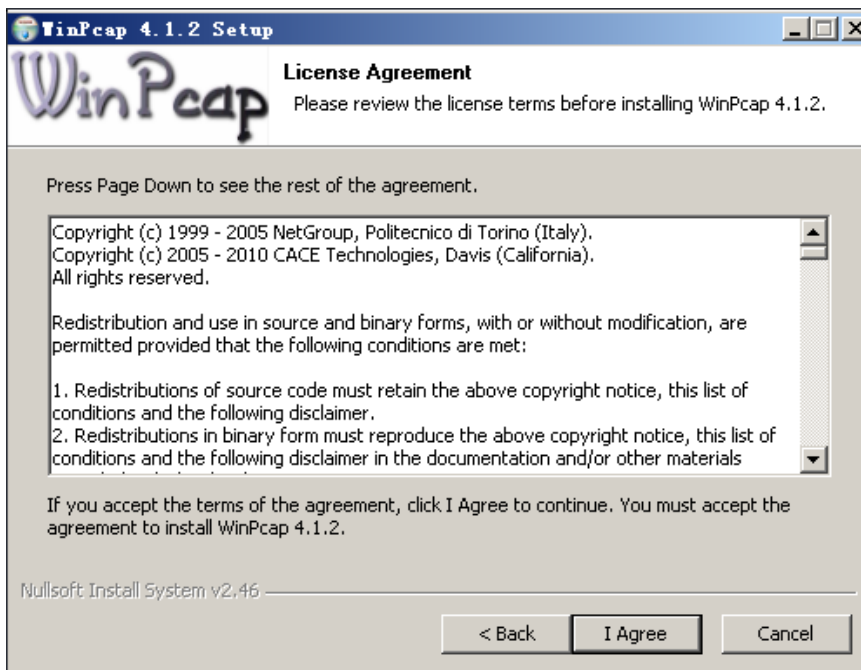 WinPcap 4.1.2 Setup
WinPcap
License Agreement
Please review the license terms before installing WinPcap 4.1.2.
Press Page Down to see the rest of the agreement.
Copyright (c) 1999 - 2005 NetGroup, Politecnico di Torino (Italy).
Copyright (c) 2005 - 2010 CACE Technologies, Davis (California).
All rights reserved.
Redistribution and use in source and binary forms, with or without modification, are
permitted provided that the following conditions are met:
1. Redistributions of source code must retain the above copyright notice, this list of
conditions and the following disclaimer.
2. Redistributions in binary form must reproduce the above copyright notice, this list of
conditions and the following disclaimer in the documentation and/or other materials
If you accept the terms of the agreement, click I Agree to continue. You must accept the
agreement to install WinPcap 4.1.2.
Nullsoft Install System v2.46
< Back
I Agree
Cancel